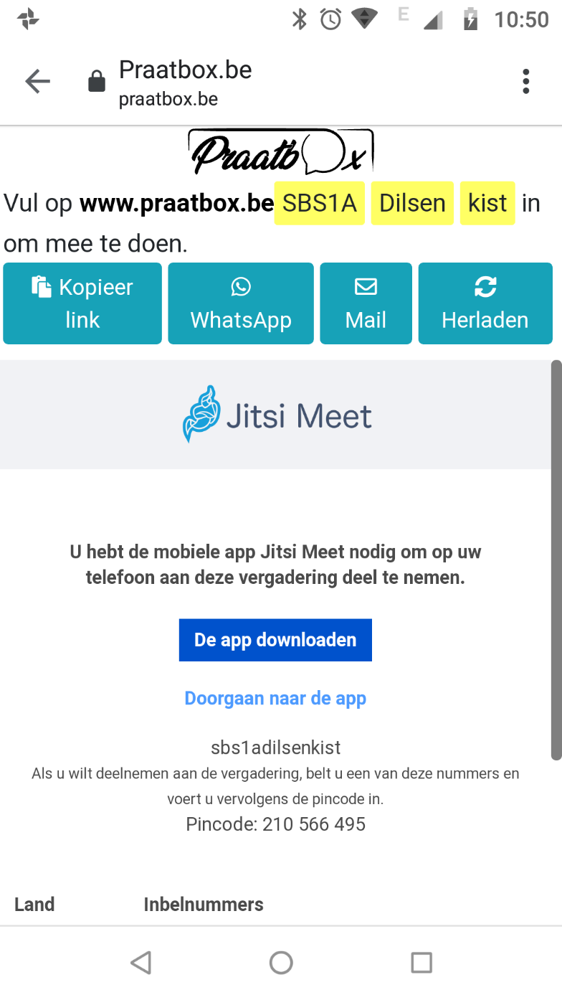 E 10:50
Praatbox.be
praatbox.be
Praatbox
Vul op www.praatbox.be SBS1A Dilsen kist in
om mee te doen.
Kopieer
link
WhatsApp
Mail
Herladen
Jitsi Meet
U hebt de mobiele app Jitsi Meet nodig om op uw
telefoon aan deze vergadering deel te nemen.
De app downloaden
Doorgaan naar de app
sbs1adilsenkist
Als u wilt deelnemen aan de vergadering, belt u een van deze nummers en
voert u vervolgens de pincode in.
Pincode: 210 566 495
Land Inbelnummers